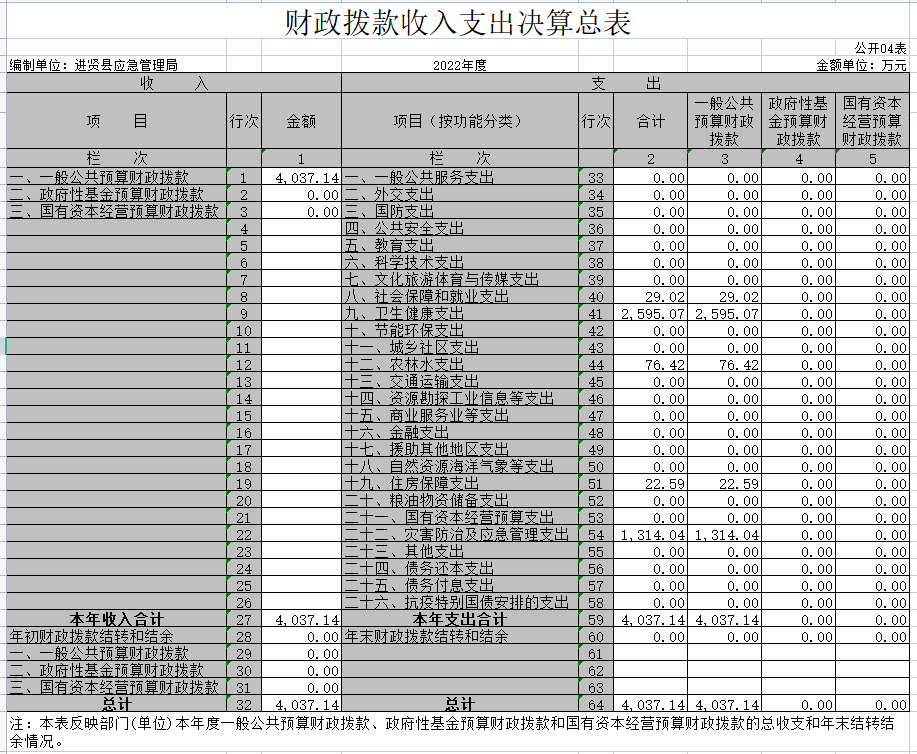 财政拨款收入支出决算总表
公开04表
编制单位：进贤县应急管理局 2022年度 金额单位：万元
收 入 支 出
项 目 行次 金额 项目（按功能分类） 行次 合计 一般公共预算财政拨款 政府性基金预算财政拨款 国有资本经营预算财政拨款
栏 次 1 栏 次 2 3 4 5
一、一般公共预算财政拨款 1 4,037.14 一、一般公共服务支出 33 0.00 0.00 0.00 0.00
二、政府性基金预算财政拨款 2 0.00 二、外交支出 34 0.00 0.00 0.00 0.00
三、国有资本经营预算财政拨款 3 0.00 三、国防支出 35 0.00 0.00 0.00 0.00
4 四、公共安全支出 36 0.00 0.00 0.00 0.00
5 五、教育支出 37 0.00 0.00 0.00 0.00
6 六、科学技术支出 38 0.00 0.00 0.00 0.00
7 七、文化旅游体育与传媒支出 39 0.00 0.00 0.00 0.00
8 八、社会保障和就业支出 40 29.02 29.02 0.00 0.00
9 九、卫生健康支出 41 2,595.07 2,595.07 0.00 0.00
10 十、节能环保支出 42 0.00 0.00 0.00 0.00
11 十一、城乡社区支出 43 0.00 0.00 0.00 0.00
12 十二、农林水支出 44 76.42 76.42 0.00 0.00
13 十三、交通运输支出 45 0.00 0.00 0.00 0.00
14 十四、资源勘探工业信息等支出 46 0.00 0.00 0.00 0.00
15 十五、商业服务业等支出 47 0.00 0.00 0.00 0.00
16 十六、金融支出 48 0.00 0.00 0.00 0.00
17 十七、援助其他地区支出 49 0.00 0.00 0.00 0.00
18 十八、自然资源海洋气象等支出 50 0.00 0.00 0.00 0.00
19 十九、住房保障支出 51 22.59 22.59 0.00 0.00
20 二十、粮油物资储备支出 52 0.00 0.00 0.00 0.00
21 二十一、国有资本经营预算支出 53 0.00 0.00 0.00 0.00
22 二十二、灾害防治及应急管理支出 54 1,314.04 1,314.04 0.00 0.00
23 二十三、其他支出 55 0.00 0.00 0.00 0.00
24 二十四、债务还本支出 56 0.00 0.00 0.00 0.00
25 二十五、债务付息支出 57 0.00 0.00 0.00 0.00
26 二十六、抗疫特别国债安排的支出 58 0.00 0.00 0.00 0.00
本年收入合计 27 4,037.14 本年支出合计 59 4,037.14 4,037.14 0.00 0.00
年初财政拨款结转和结余 28 0.00 年末财政拨款结转和结余 60 0.00 0.00 0.00 0.00
一、一般公共预算财政拨款 29 0.00 61
二、政府性基金预算财政拨款 30 0.00 62
三、国有资本经营预算财政拨款 31 0.00 63
总计 32 4,037.14 总计 64 4,037.14 4,037.14 0.00 0.00
注：本表反映部门(单位)本年度一般公共预算财政拨款、政府性基金预算财政拨款和国有资本经营预算财政拨款的总收支和年末结转结
余情况。